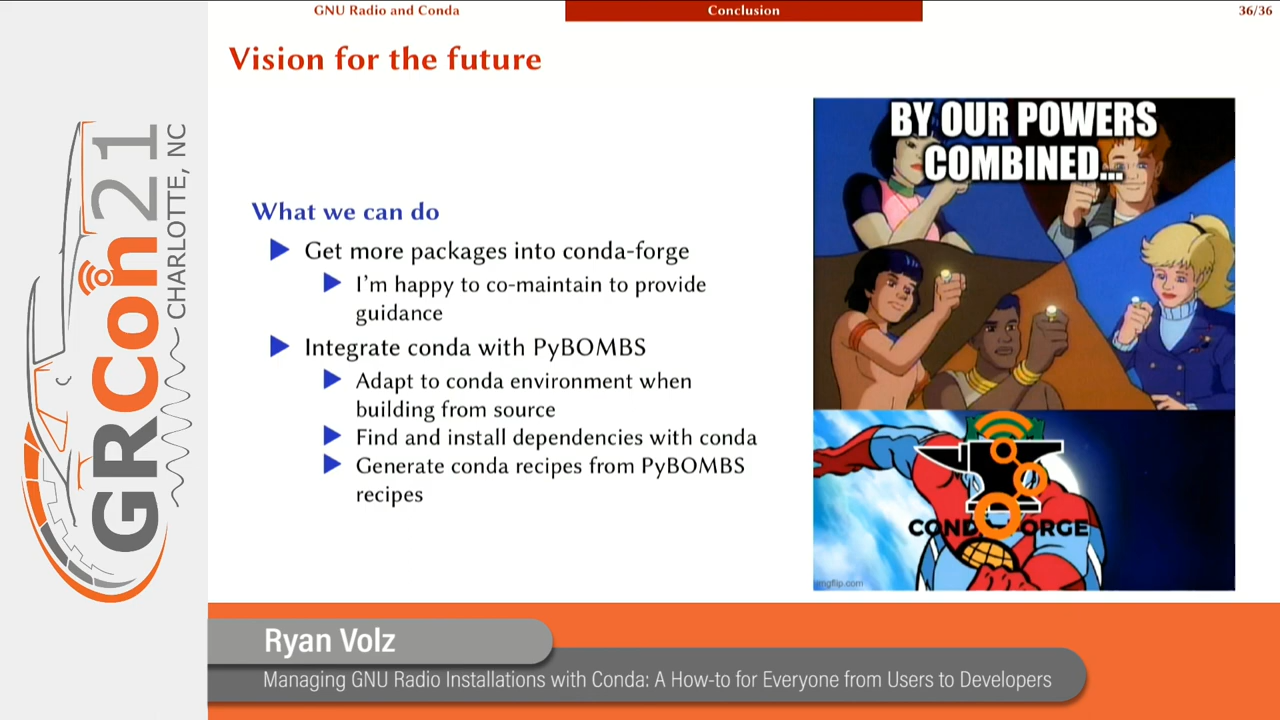 GNU Radio and Conda
Conclusion
36/36
Vision for the future
What we can do
Get more packages into conda-forge
I'm happy to co-maintain to provide
guidance
Integrate conda with PyBOMBS
Adapt to conda environment when
building from source
Find and install dependencies with conda
Generate conda recipes from PyBOMBS
recipes
BY OUR POWERS
COMBINED...
CONDA FORGE
imgflip.com
GRCon21
CHARLOTTE, NC
Ryan Volz
Managing GNU Radio Installations with Conda: A How-to for Everyone from Users to Developers